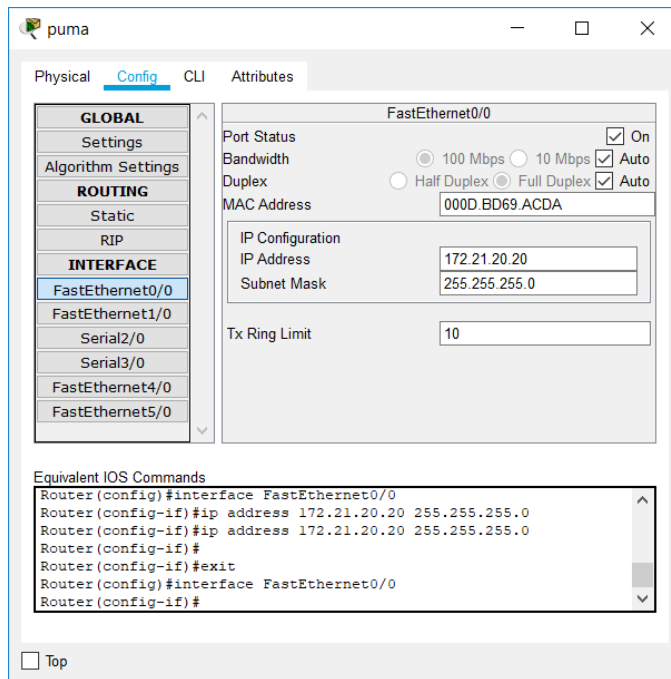 puma
Physical Config CLI Attributes
GLOBAL
Settings
Algorithm Settings
ROUTING
Static
RIP
INTERFACE
FastEthernet0/0
FastEthernet1/0
Serial2/0
Serial3/0
FastEthernet4/0
FastEthernet5/0
FastEthernet0/0
Port Status On
Bandwidth 100 Mbps 10 Mbps Auto
Duplex Half Duplex Full Duplex Auto
MAC Address 000D.BD69.ACDA
IP Configuration
IP Address 172.21.20.20
Subnet Mask 255.255.255.0
Tx Ring Limit 10
Equivalent IOS Commands
Router(config)#interface FastEthernet0/0
Router(config-if)#ip address 172.21.20.20 255.255.255.0
Router(config-if)#ip address 172.21.20.20 255.255.255.0
Router(config-if)#
Router(config-if)#exit
Router(config)#interface FastEthernet0/0
Router(config-if)#
Top